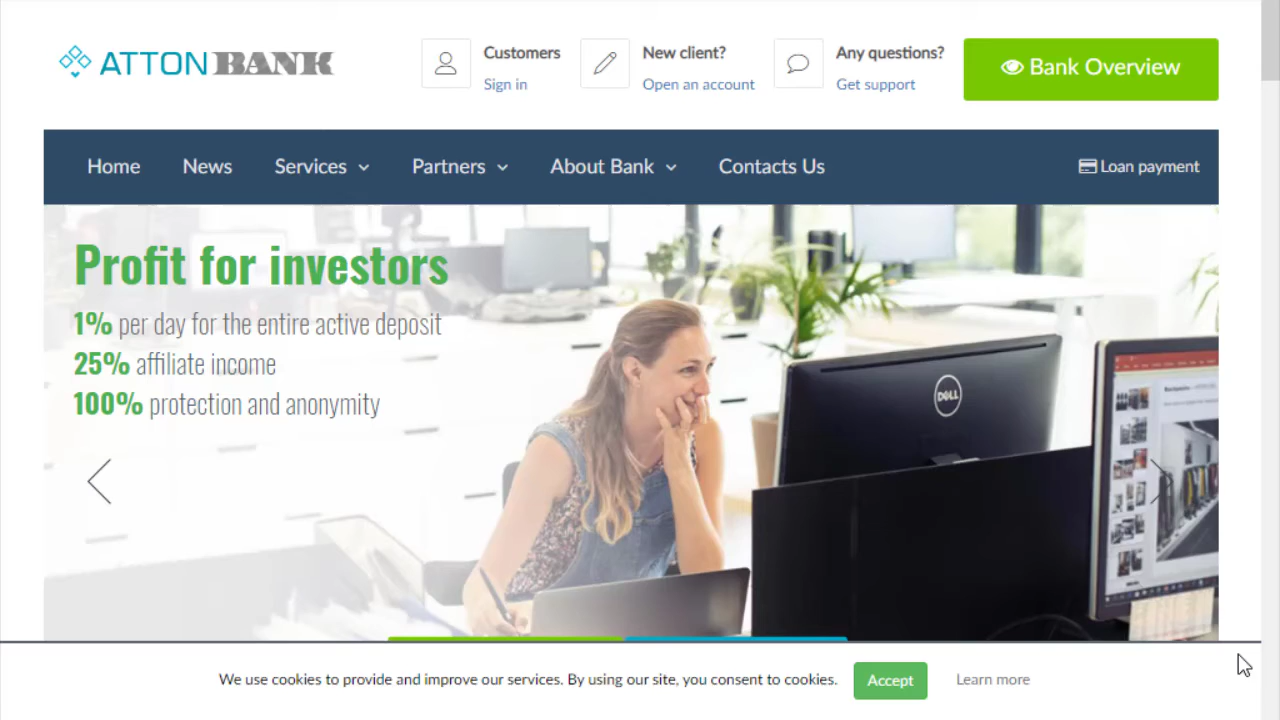 ATTON BANK
Customers
Sign in
New client?
Open an account
Any questions?
Get support
Bank Overview
Home
News
Services
Partners
About Bank
Contacts Us
Loan payment
Profit for investors
1% per day for the entire active deposit
25% affiliate income
100% protection and anonymity
DELL
We use cookies to provide and improve our services. By using our site, you consent to cookies.
Accept
Learn more